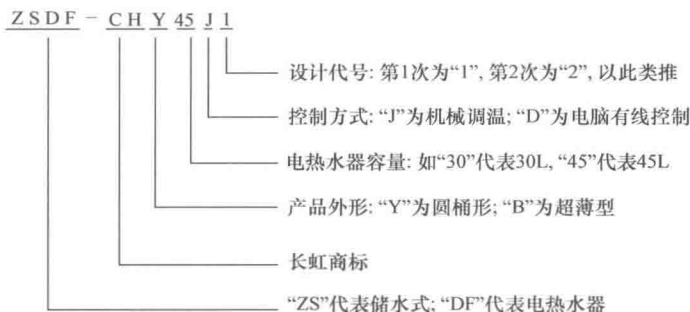 ZSDF-CHY45J1
设计代号: 第1次为“1”, 第2次为“2”, 以此类推
控制方式: “J”为机械调温; “D”为电脑有线控制
电热水器容量: 如“30”代表30L, “45”代表45L
产品外形: “Y”为圆桶形; “B”为超薄型
长虹商标
“ZS”代表储水式; “DF”代表电热水器